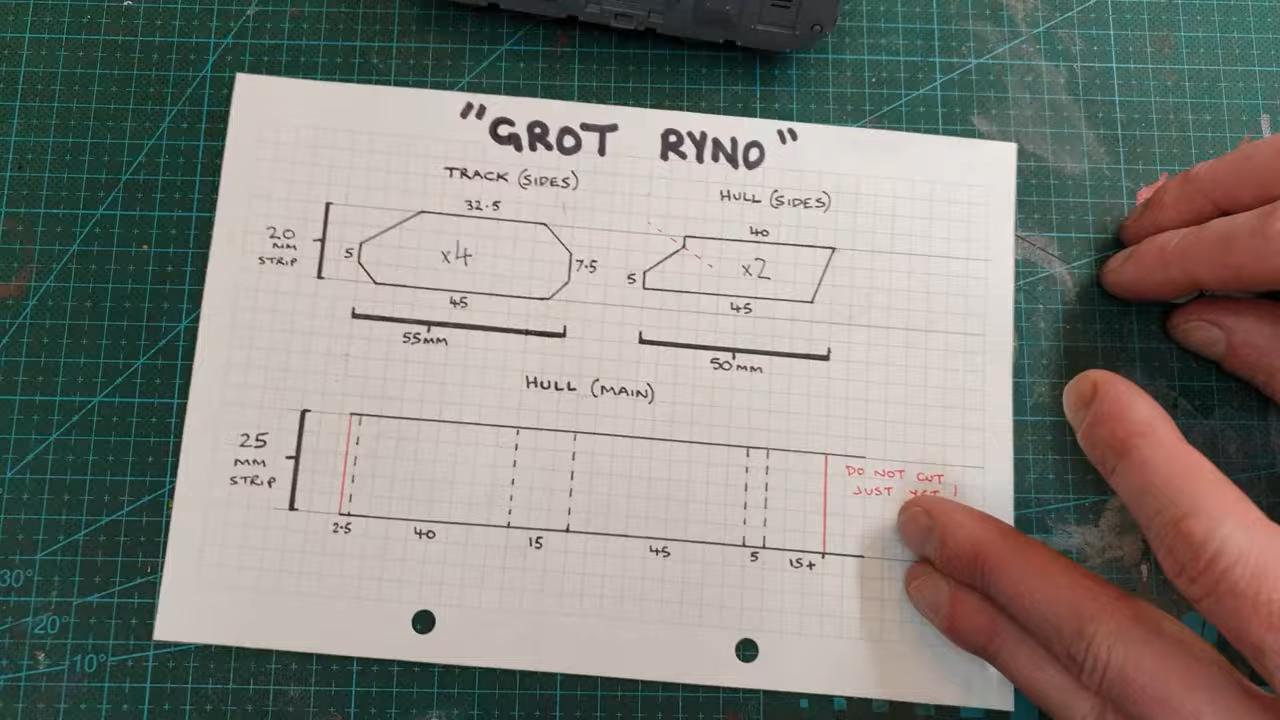 "GROT RYNO"
TRACK (SIDES)
HULL (SIDES)
32.5
40
20
MM
STRIP
5
x4
7.5
5
x2
45
45
55MM
50MM
HULL (MAIN)
25
MM
STRIP
DO NOT CUT
JUST YET !
2.5
40
15
45
5
15+
30°
20°
10°